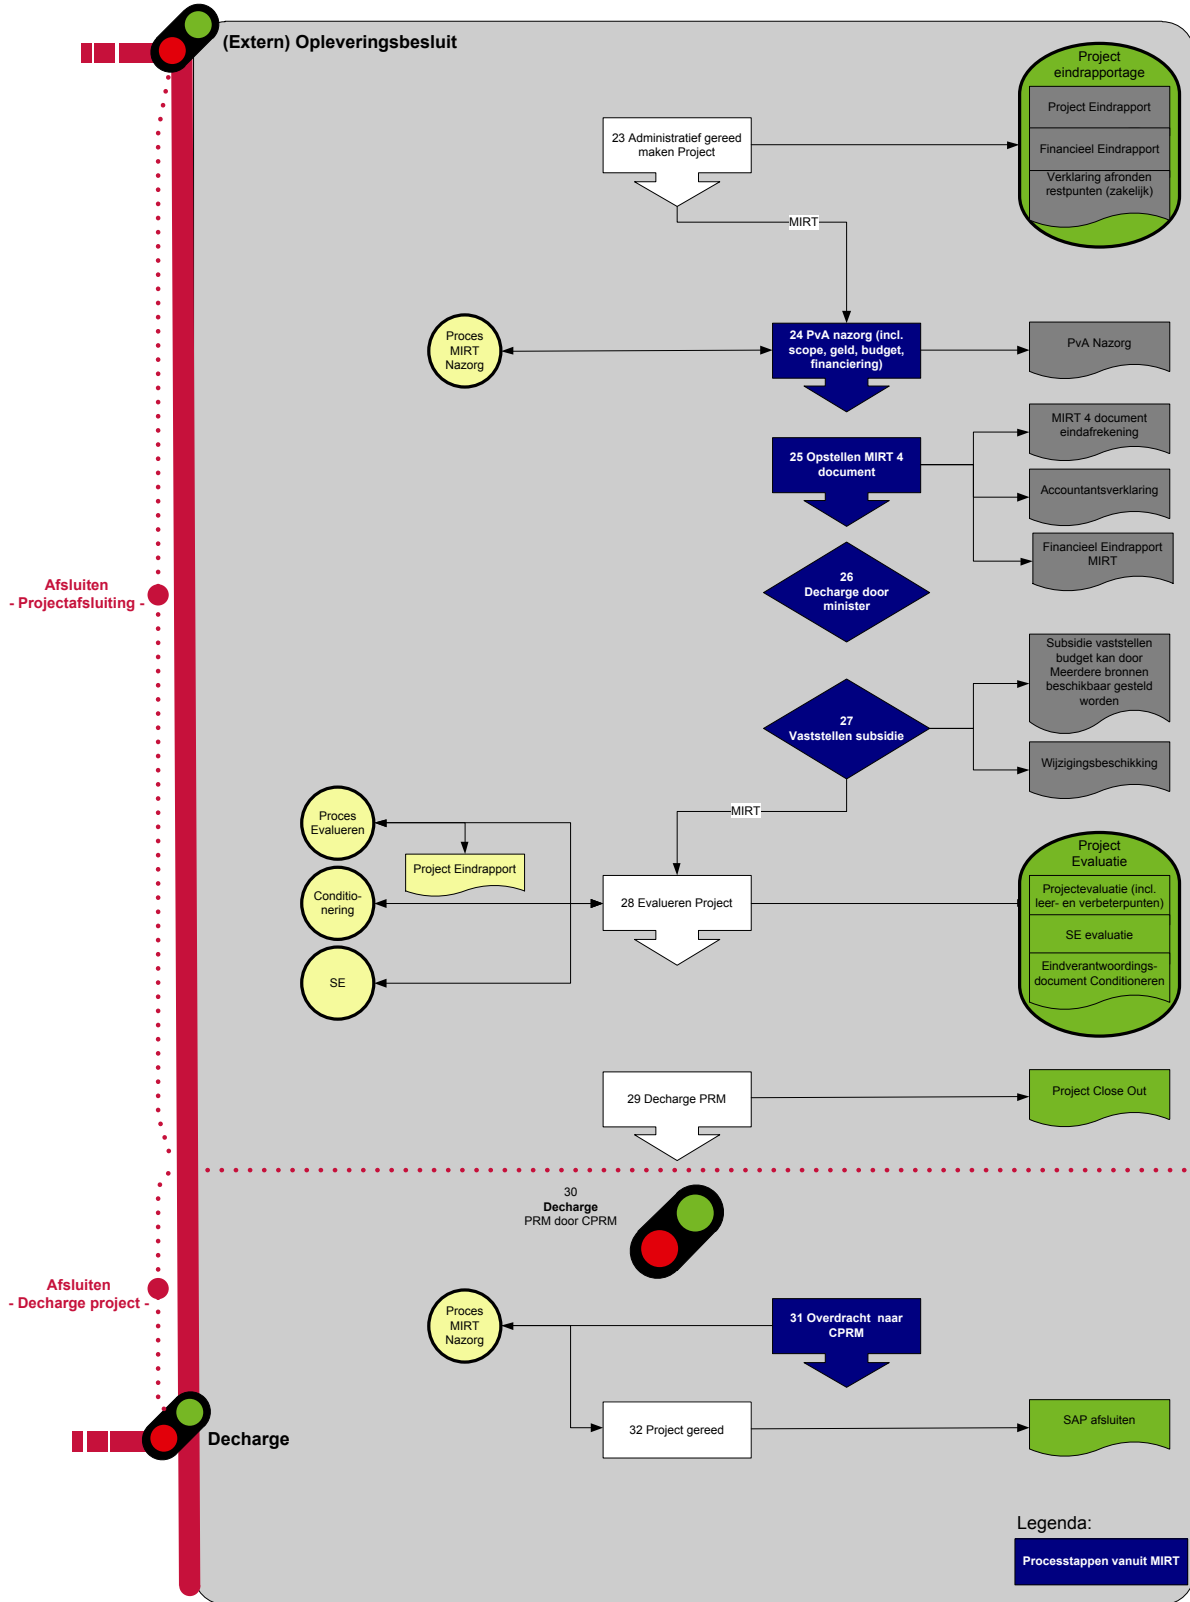 (Extern) Opleveringsbesluit
Project
eindrapportage
Project Eindrapport
Financieel Eindrapport
Verklaring afronden
restpunten (zakelijk)
23 Administratief gereed
maken Project
MIRT
Proces
MIRT
Nazorg
24 PvA nazorg (incl.
scope, geld, budget,
financiering)
PvA Nazorg
25 Opstellen MIRT 4
document
MIRT 4 document
eindafrekening
Accountantsverklaring
Financieel Eindrapport
MIRT
26
Decharge door
minister
Afsluiten
- Projectafsluiting -
27
Vaststellen subsidie
Subsidie vaststellen
budget kan door
Meerdere bronnen
beschikbaar gesteld
worden
Wijzigingsbeschikking
MIRT
Proces
Evalueren
Project Eindrapport
Conditio-
nering
SE
28 Evalueren Project
Project
Evaluatie
Projectevaluatie (incl.
leer- en verbeterpunten)
SE evaluatie
Eindverantwoordings-
document Conditioneren
29 Decharge PRM
Project Close Out
30
Decharge
PRM door CPRM
Afsluiten
- Decharge project -
Proces
MIRT
Nazorg
31 Overdracht naar
CPRM
32 Project gereed
SAP afsluiten
Decharge
Legenda:
Processtappen vanuit MIRT